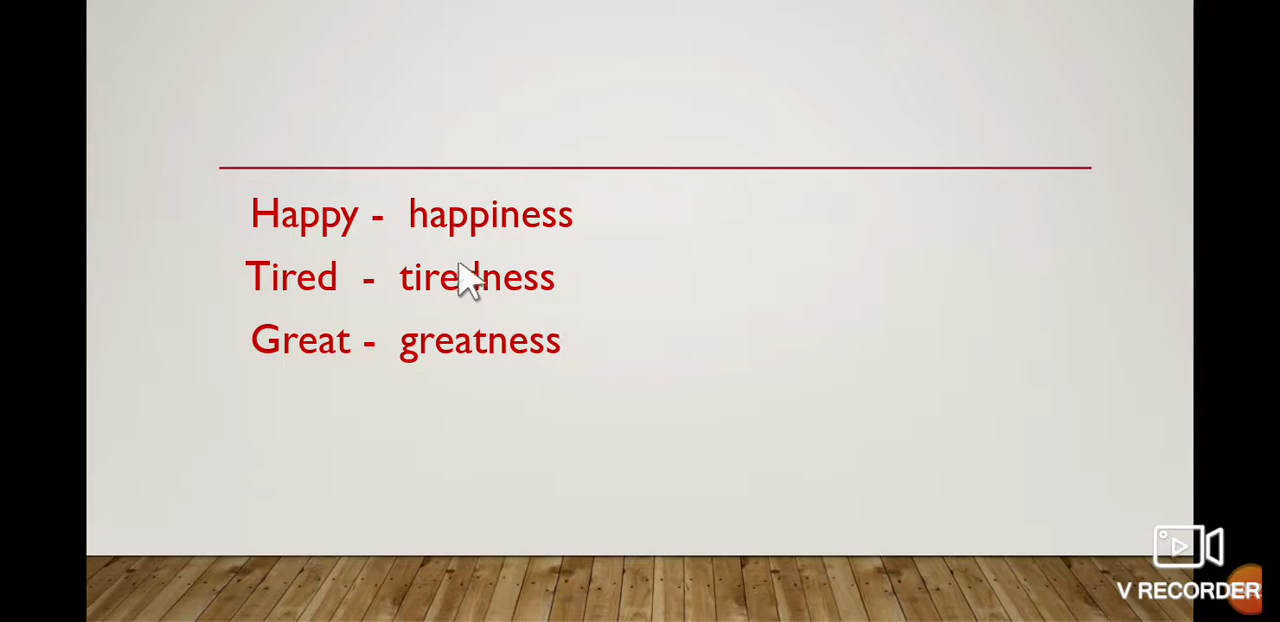 Happy - happiness
Tired - tiredness
Great - greatness
V RECORDER